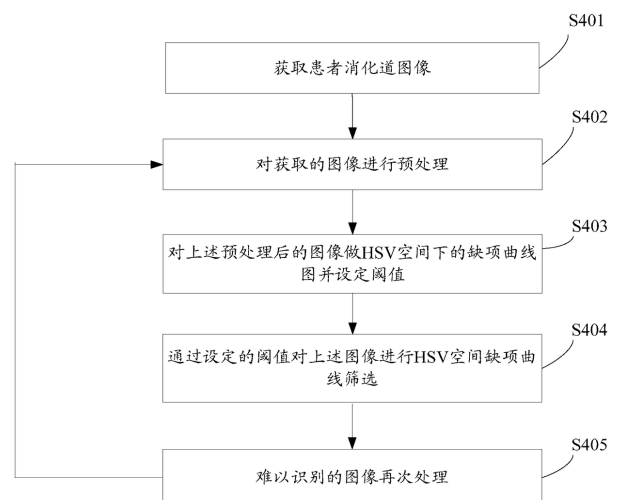 S401
获取患者消化道图像
S402
对获取的图像进行预处理
S403
对上述预处理后的图像做HSV空间下的缺项曲线
图并设定阈值
S404
通过设定的阈值对上述图像进行HSV空间缺项曲
线筛选
S405
难以识别的图像再次处理